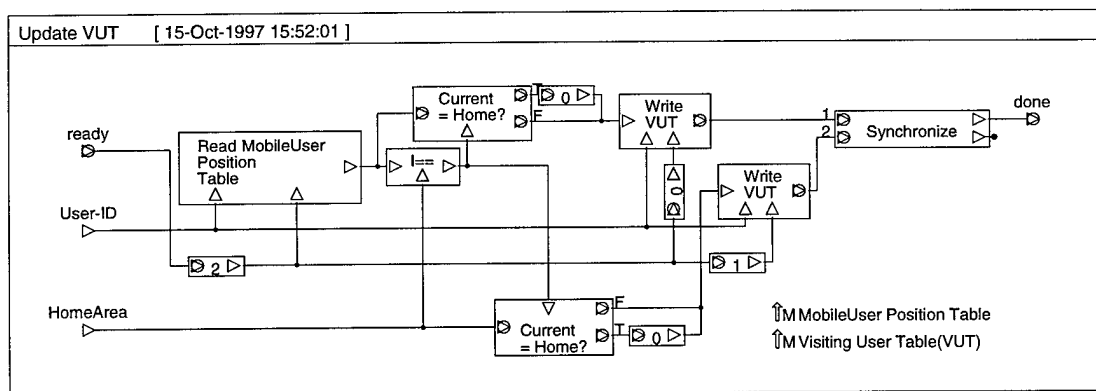 Update VUT [ 15-Oct-1997 15:52:01 ]
ready
Read MobileUser
Position
Table
Current
= Home?
T
F
0
I==
Write
VUT
0
1
2
Synchronize
done
Write
VUT
User-ID
2
1
HomeArea
Current
= Home?
F
T
0
⇑M MobileUser Position Table
⇑M Visiting User Table(VUT)